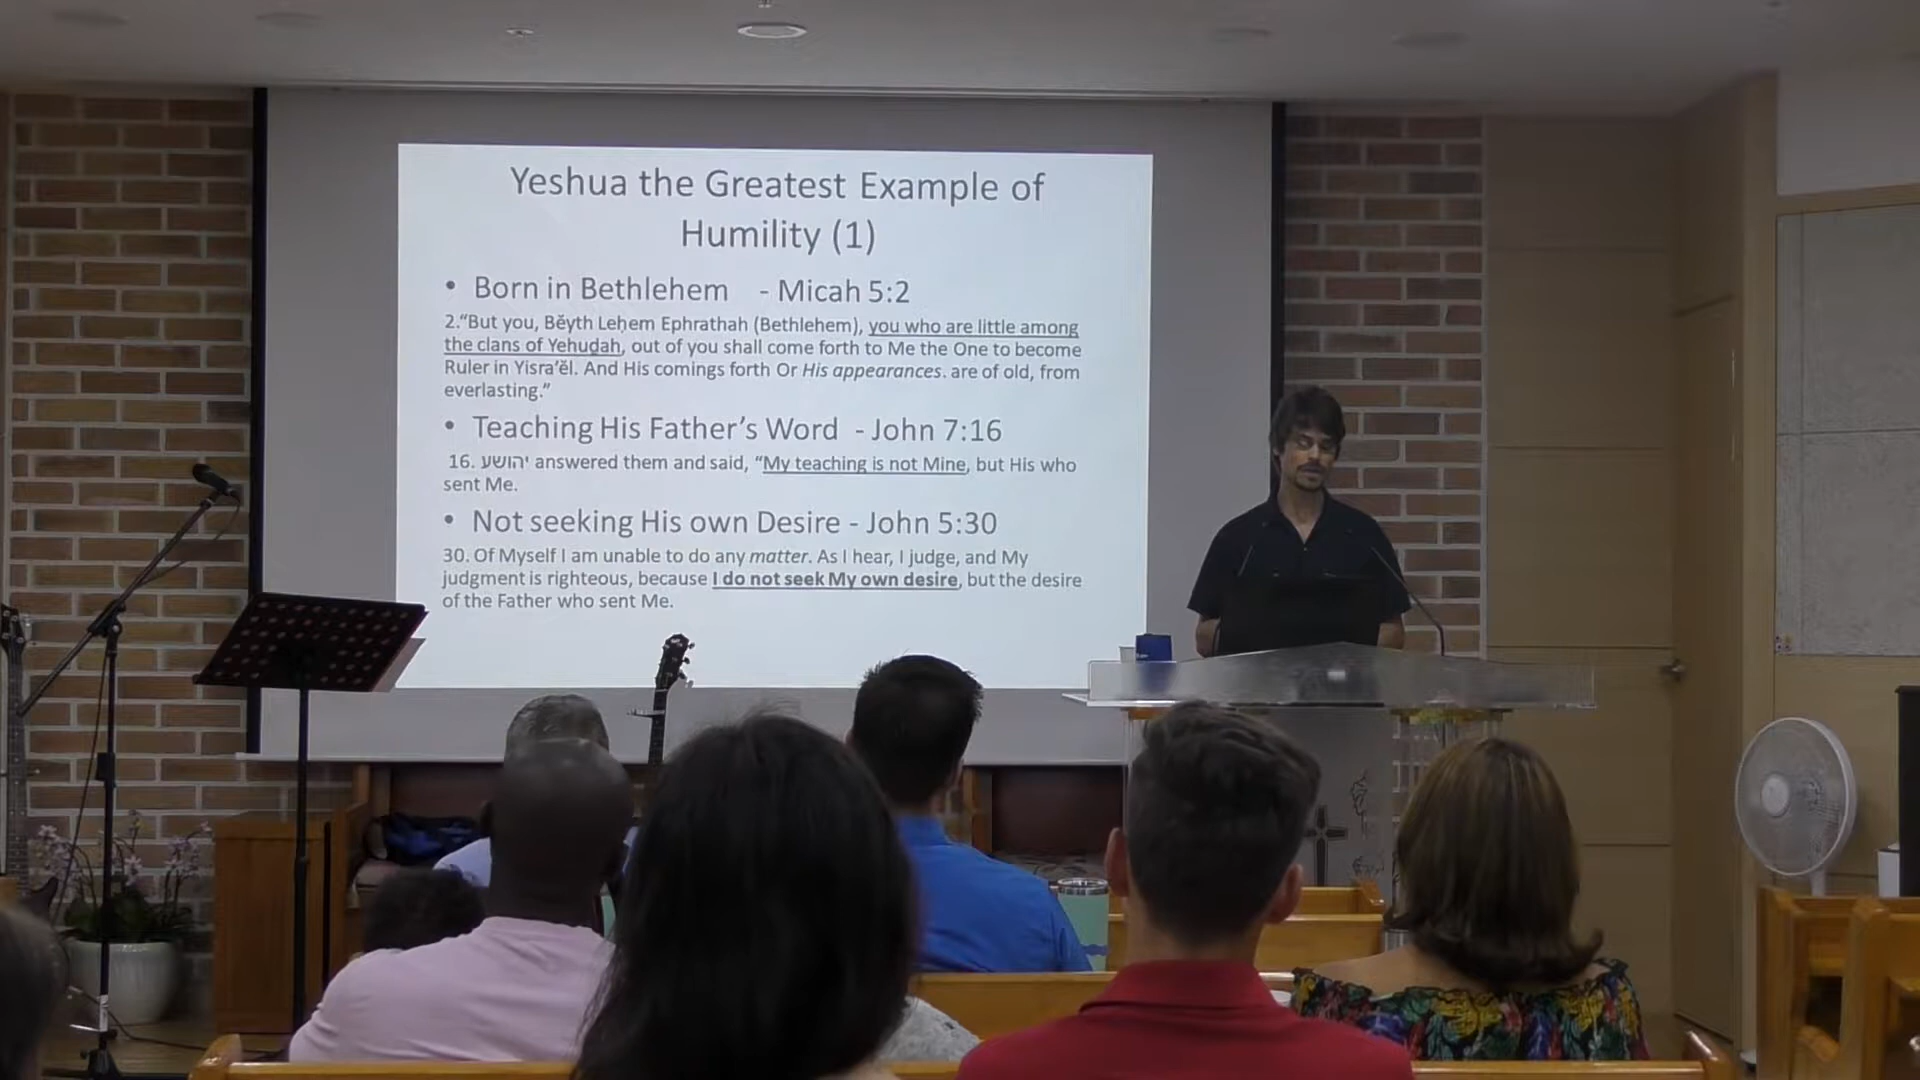 Yeshua the Greatest Example of
Humility (1)
• Born in Bethlehem - Micah 5:2
2.“But you, Bĕyth Leḥem Ephrathah (Bethlehem), you who are little among
the clans of Yehuḏah, out of you shall come forth to Me the One to become
Ruler in Yisra’ĕl. And His comings forth Or His appearances. are of old, from
everlasting.”
• Teaching His Father’s Word - John 7:16
16. יהושע answered them and said, “My teaching is not Mine, but His who
sent Me.
• Not seeking His own Desire - John 5:30
30. Of Myself I am unable to do any matter. As I hear, I judge, and My
judgment is righteous, because I do not seek My own desire, but the desire
of the Father who sent Me.